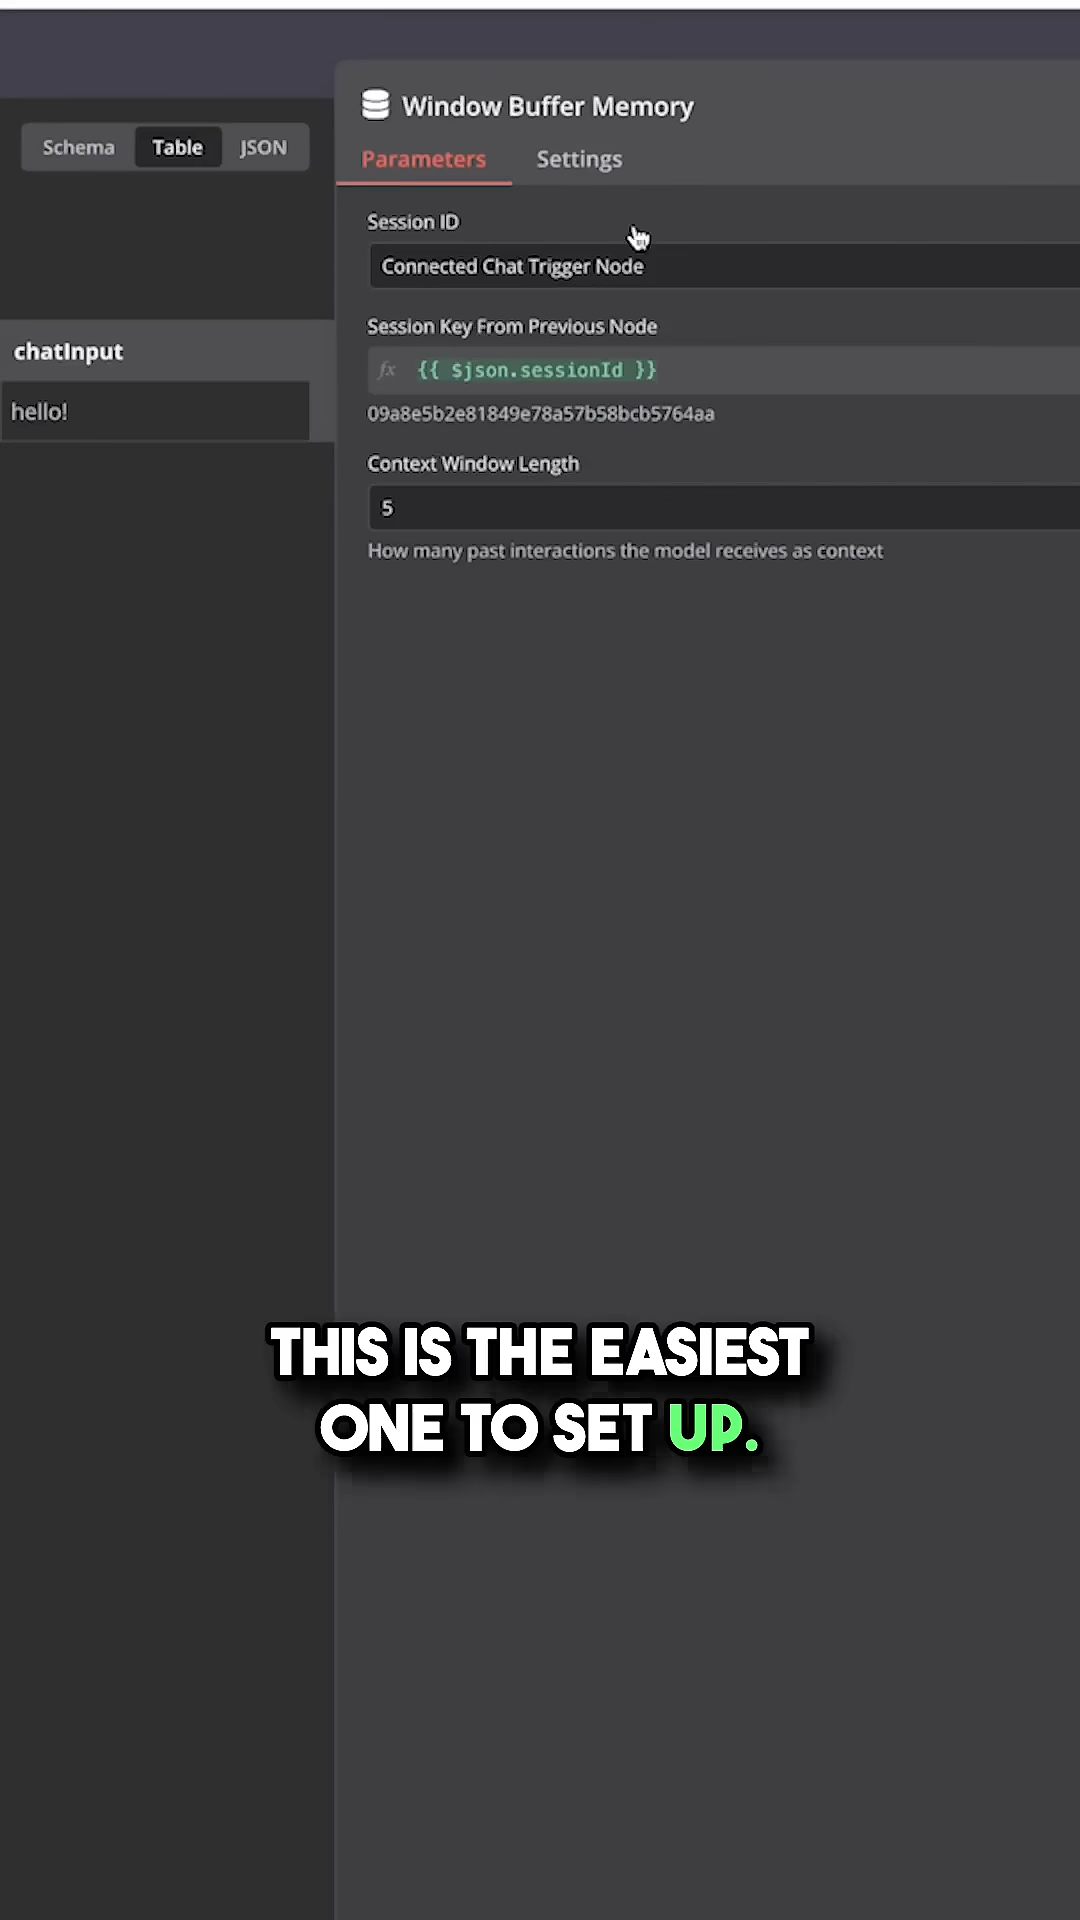 Schema Table JSON
chatInput
hello!
Window Buffer Memory
Parameters Settings
Session ID
Connected Chat Trigger Node
Session Key From Previous Node
fx {{ $json.sessionId }}
09a8e5b2e81849e78a57b58bcb5764aa
Context Window Length
5
How many past interactions the model receives as context
THIS IS THE EASIEST
ONE TO SET UP.